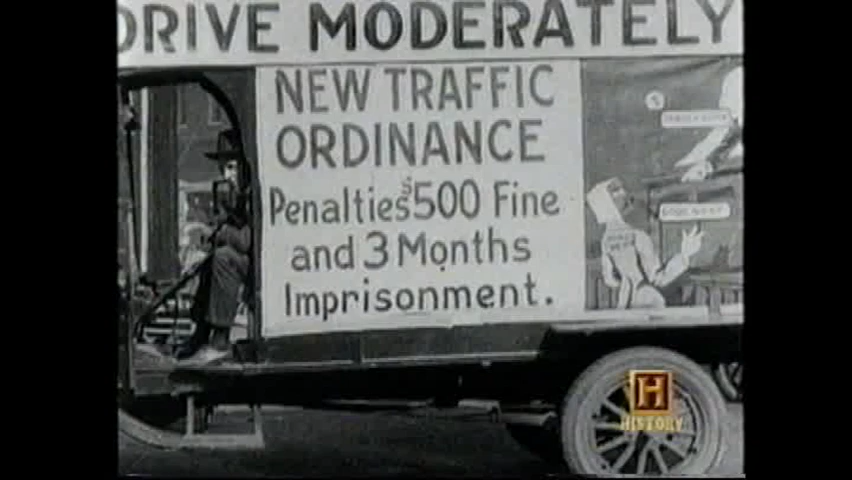 DRIVE MODERATELY
NEW TRAFFIC
ORDINANCE
Penalties $500 Fine
and 3 Months
Imprisonment.
H
HISTORY